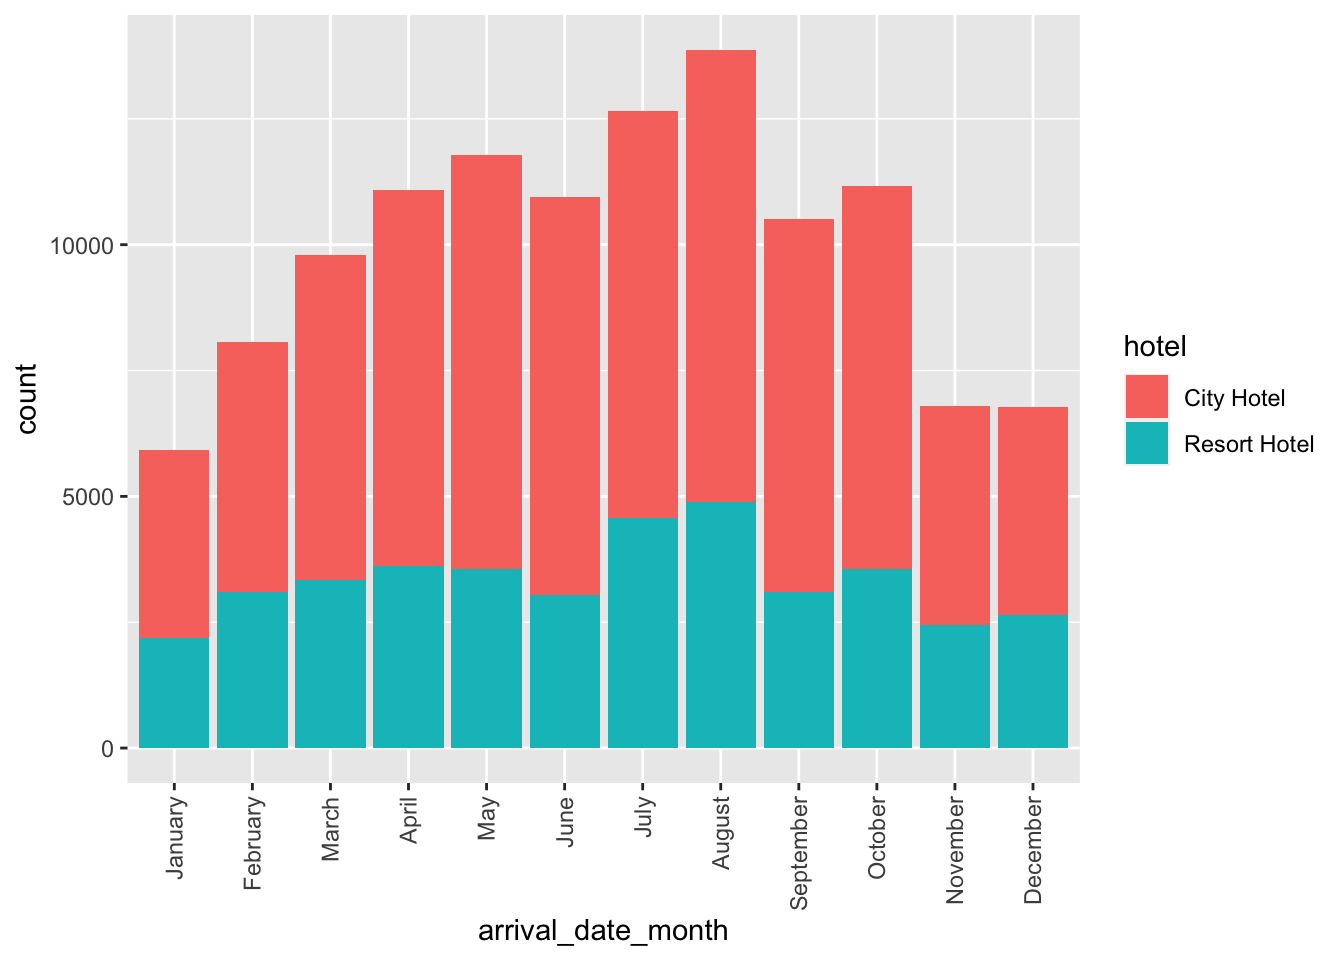 10000
5000
0
count
January
February
March
April
May
June
July
August
September
October
November
December
arrival_date_month
hotel
City Hotel
Resort Hotel